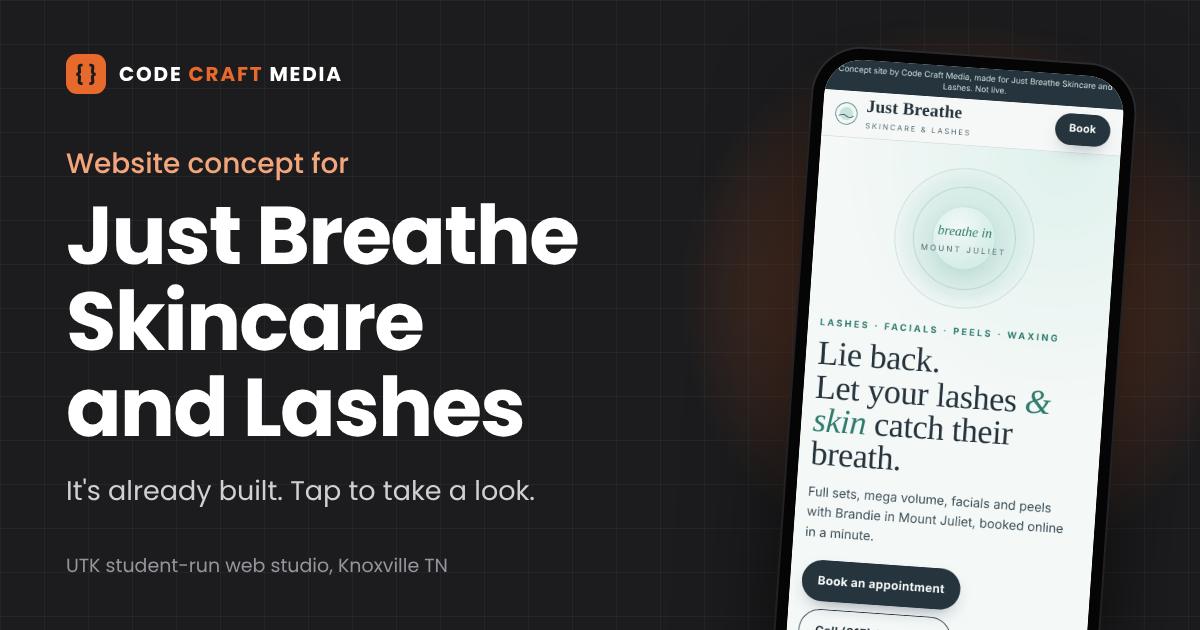 { }
CODE CRAFT MEDIA
Website concept for
Just Breathe
Skincare
and Lashes
It's already built. Tap to take a look.
UTK student-run web studio, Knoxville TN
Concept site by Code Craft Media, made for Just Breathe Skincare and
Lashes. Not live.
Just Breathe
SKINCARE & LASHES
Book
breathe in
MOUNT JULIET
LASHES · FACIALS · PEELS · WAXING
Lie back.
Let your lashes &
skin catch their
breath.
Full sets, mega volume, facials and peels
with Brandie in Mount Juliet, booked online
in a minute.
Book an appointment